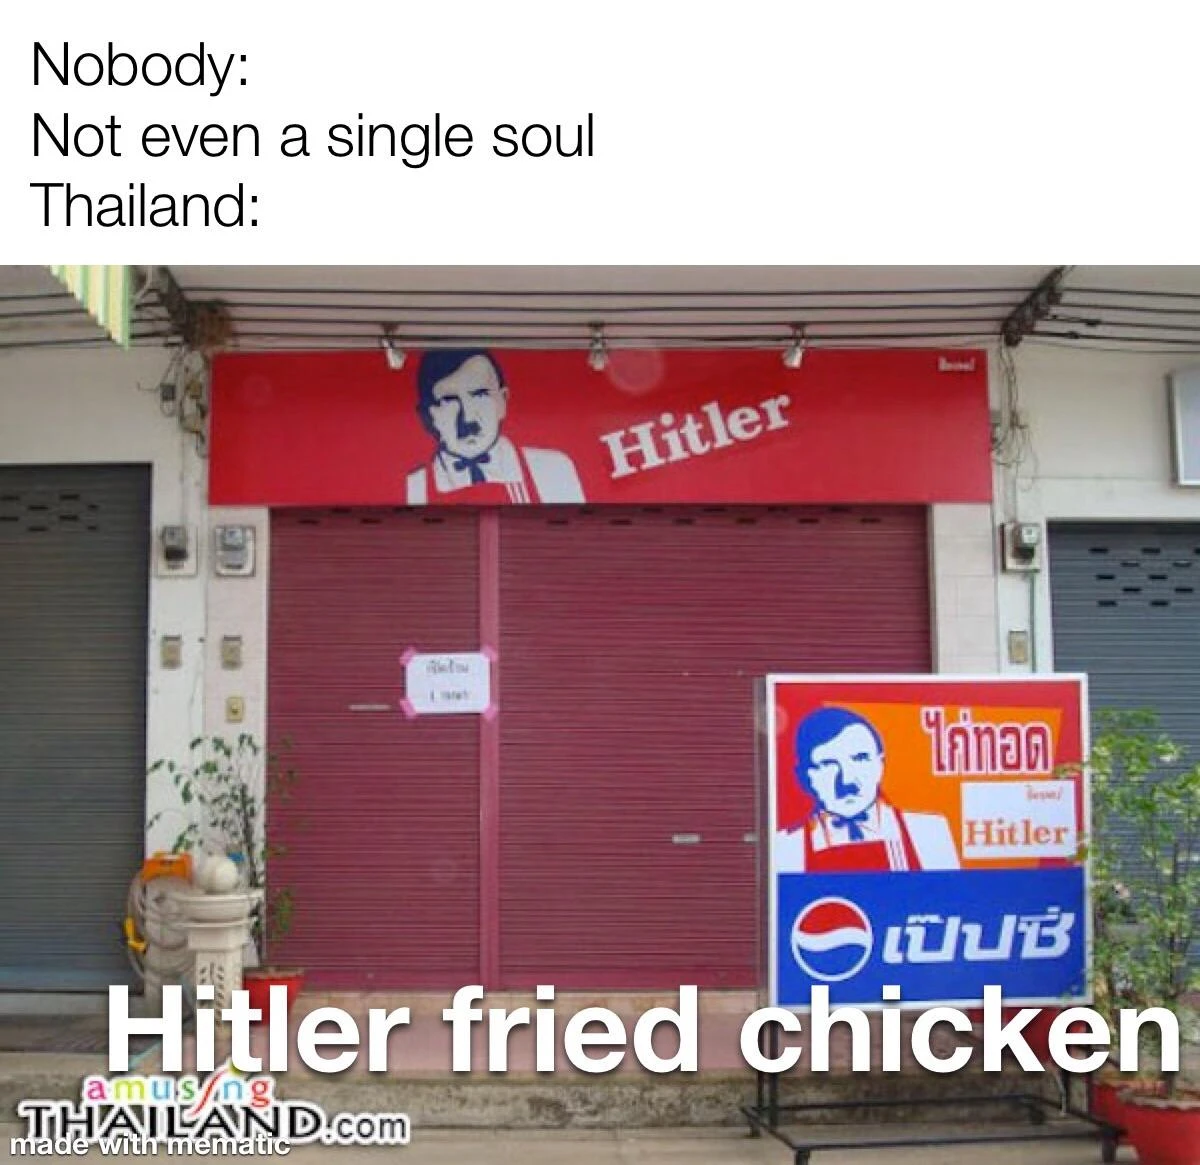 Nobody:
Not even a single soul
Thailand:
Hitler
ไก่ทอด
Hitler
เป๊ปซี่
Hitler fried chicken
amusing
THAILAND.com
made with mematic